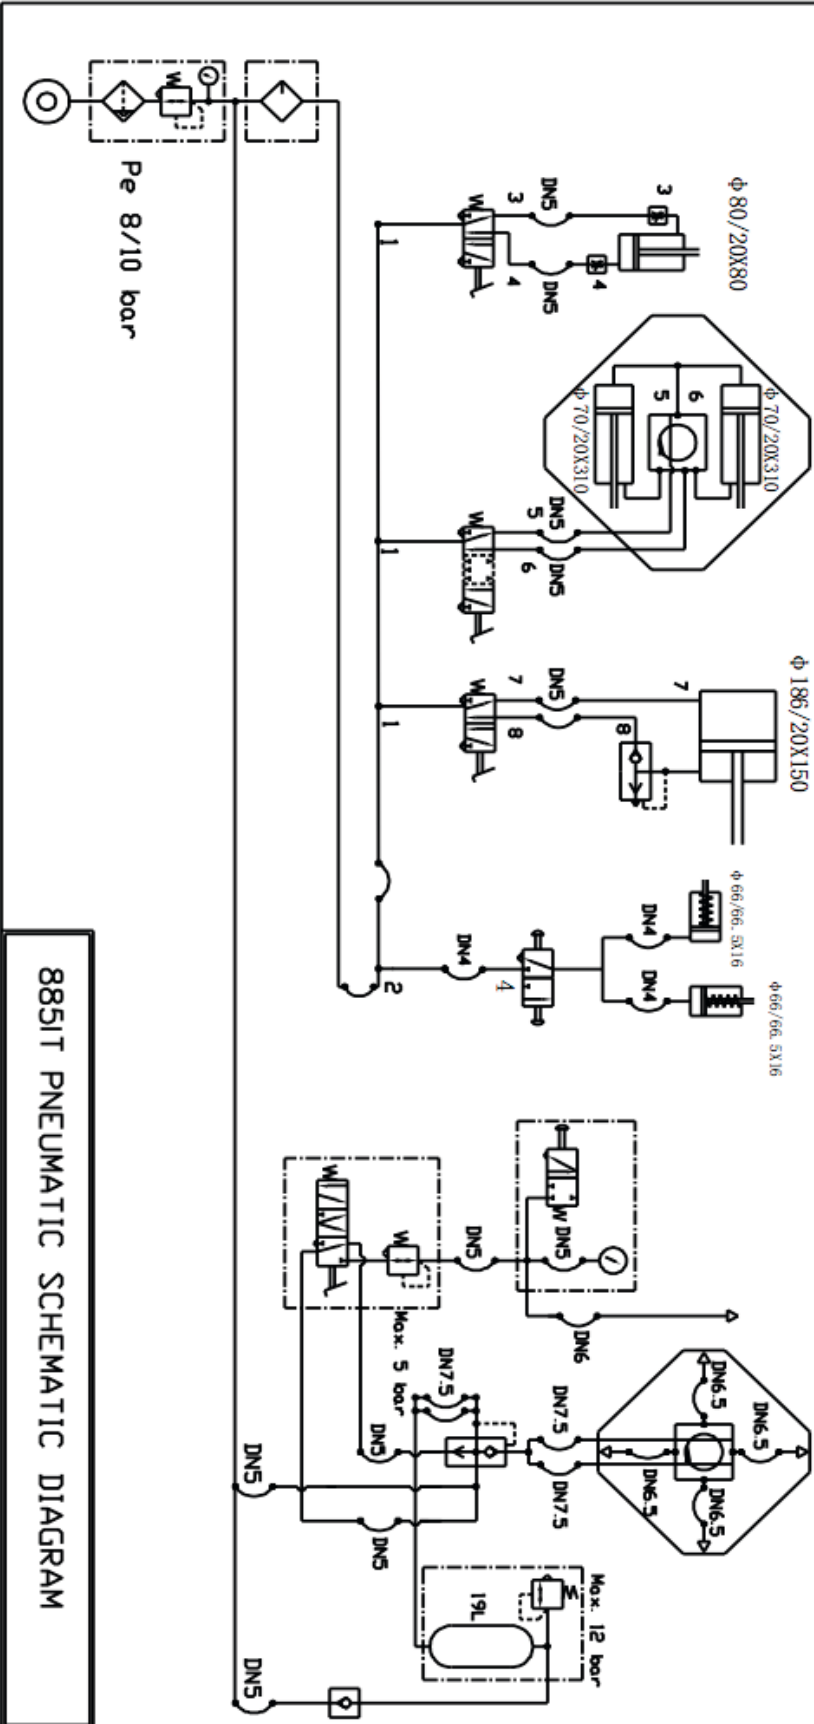 Pe 8/10 bar
W
1
W
3
4
DN5
DN5
3
4
Φ80/20X80
1
W
5
6
DN5
DN5
5
6
Φ70/20X310
Φ70/20X310
1
W
7
8
DN5
7
8
Φ186/20X150
2
DN4
4
DN4
DN4
Φ66/66.5X16
Φ66/66.5X16
W
W
Max. 5 bar
DN5
W
DN5
DN6
DN7.5
DN5
DN5
DN5
DN7.5
DN7.5
DN6.5
DN6.5
DN6.5
DN6.5
19L
W
Max. 12 bar
DN5
885IT PNEUMATIC SCHEMATIC DIAGRAM